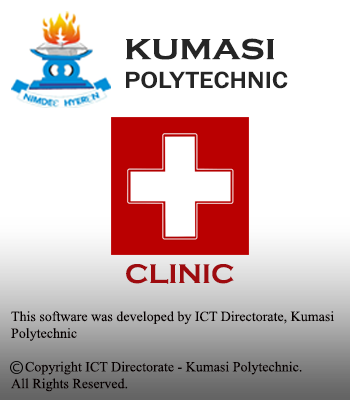 KUMASI
POLYTECHNIC
NIMDEE HYEREN
CLINIC
This software was developed by ICT Directorate, Kumasi
Polytechnic
© Copyright ICT Directorate - Kumasi Polytechnic.
All Rights Reserved.